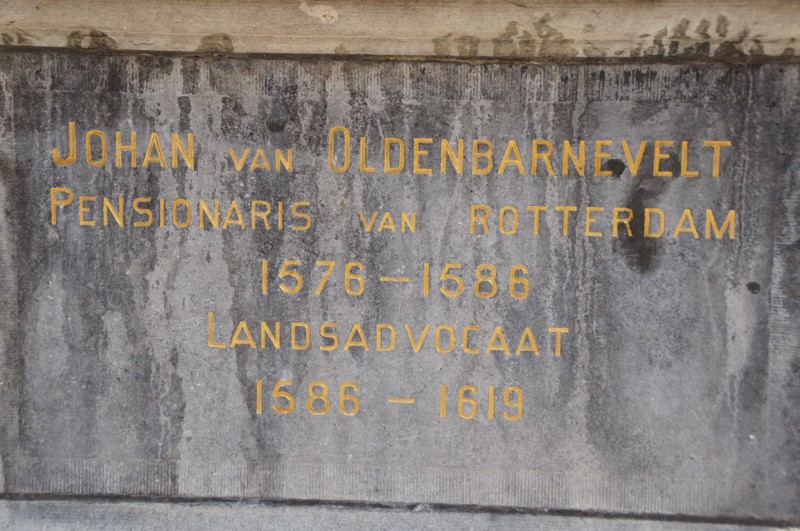 JOHAN VAN OLDENBARNEVELT
PENSIONARIS VAN ROTTERDAM
1576 – 1586
LANDSADVOCAAT
1586 – 1619